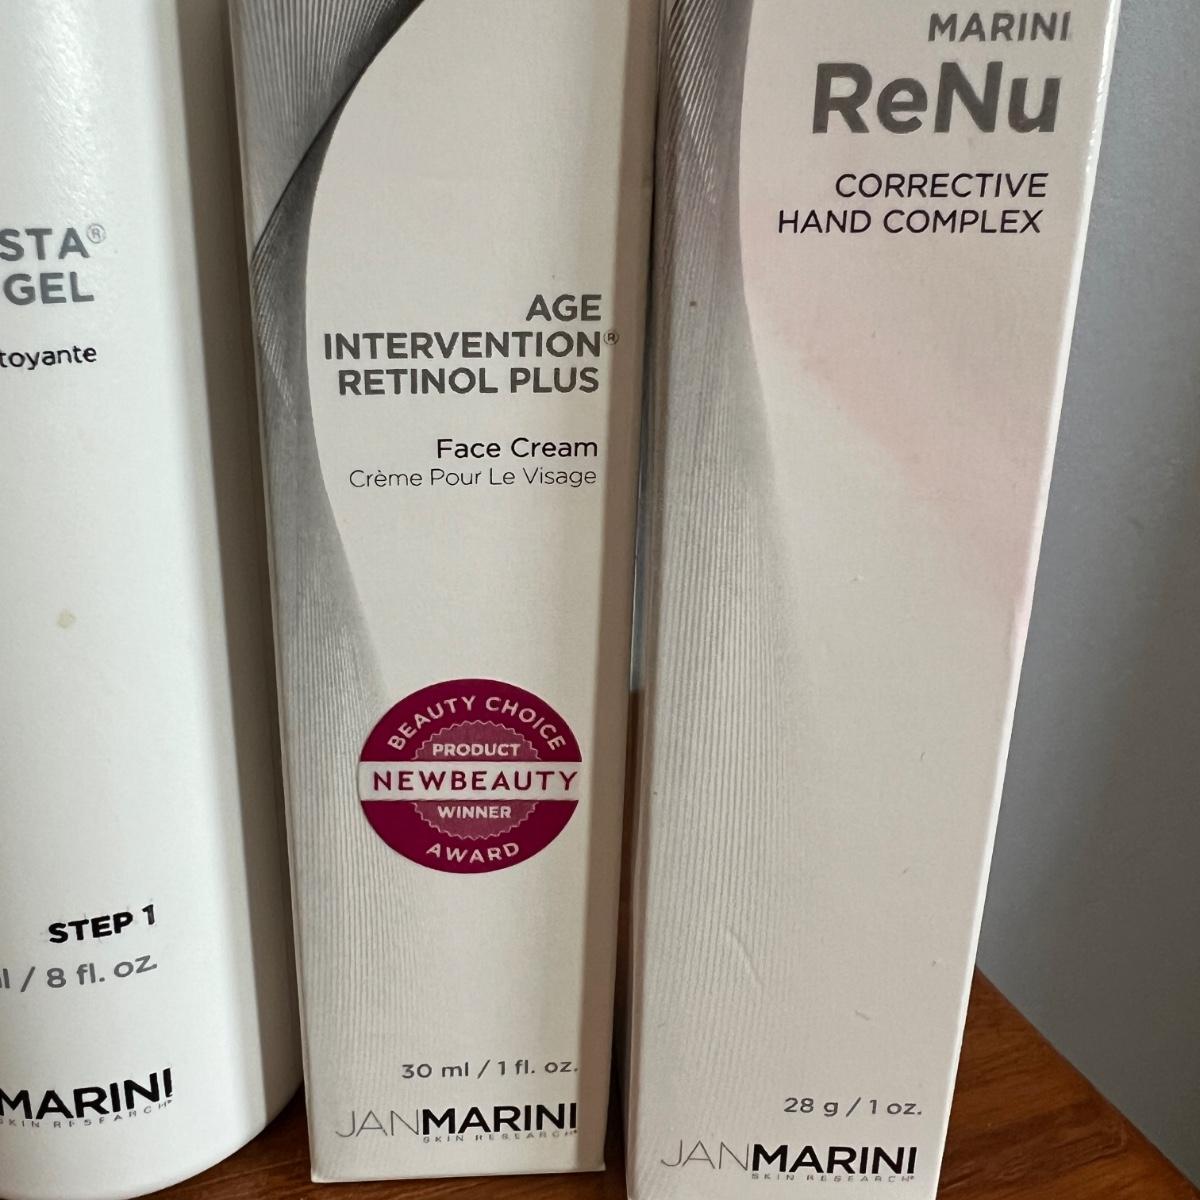 STA®
GEL
toyante
STEP 1
l / 8 fl. oz
MARINI
SKIN RESEARCH®
AGE
INTERVENTION®
RETINOL PLUS
Face Cream
Crème Pour Le Visage
BEAUTY CHOICE
PRODUCT
NEWBEAUTY
WINNER
AWARD
30 ml / 1 fl. oz.
JANMARINI
SKIN RESEARCH®
MARINI
ReNu
CORRECTIVE
HAND COMPLEX
28 g / 1 oz.
JANMARINI
SKIN RESEARCH®